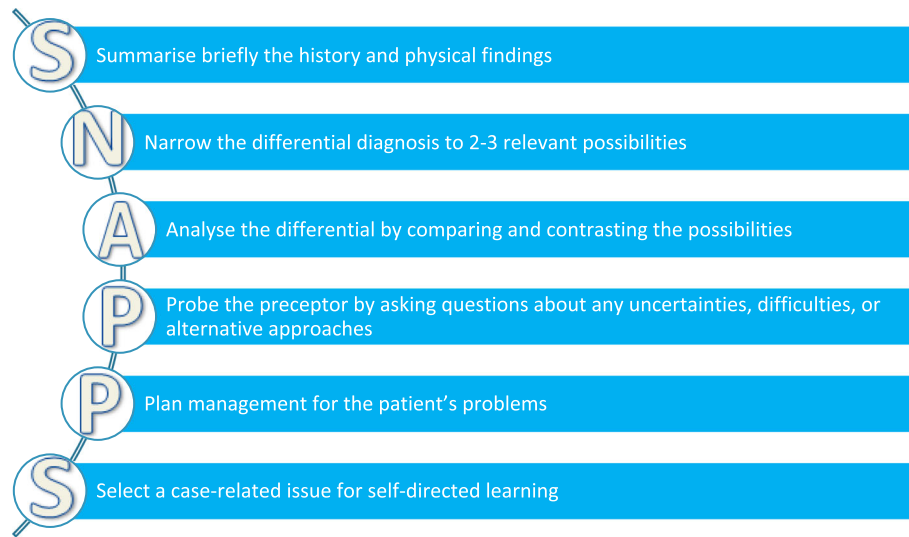 S
Summarise briefly the history and physical findings
N
Narrow the differential diagnosis to 2-3 relevant possibilities
A
Analyse the differential by comparing and contrasting the possibilities
P
Probe the preceptor by asking questions about any uncertainties, difficulties, or
alternative approaches
P
Plan management for the patient’s problems
S
Select a case-related issue for self-directed learning